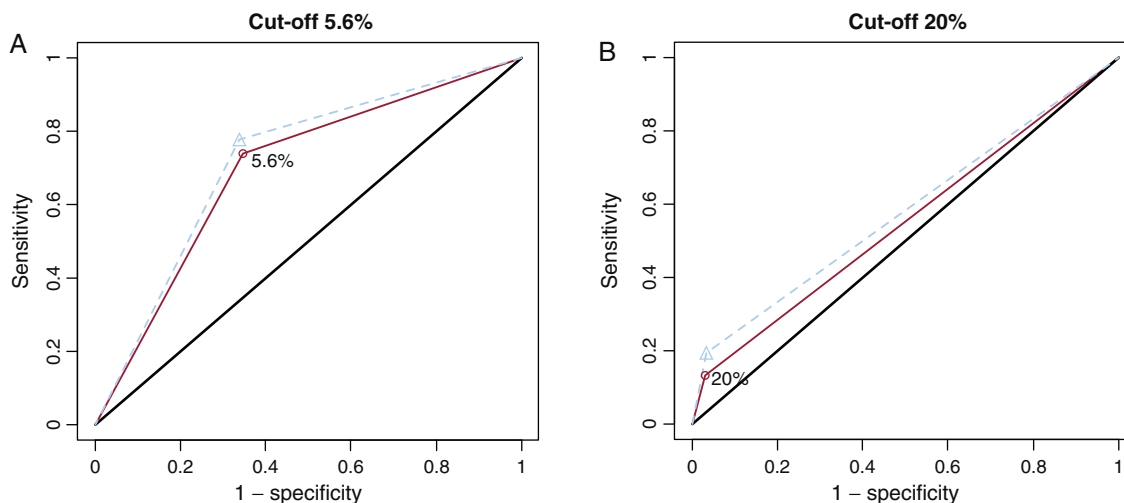 A
Cut-off 5.6%
Sensitivity
1
0.8
0.6
0.4
0.2
0
5.6%
0 0.2 0.4 0.6 0.8 1
1 – specificity
B
Cut-off 20%
Sensitivity
1
0.8
0.6
0.4
0.2
0
20%
0 0.2 0.4 0.6 0.8 1
1 – specificity